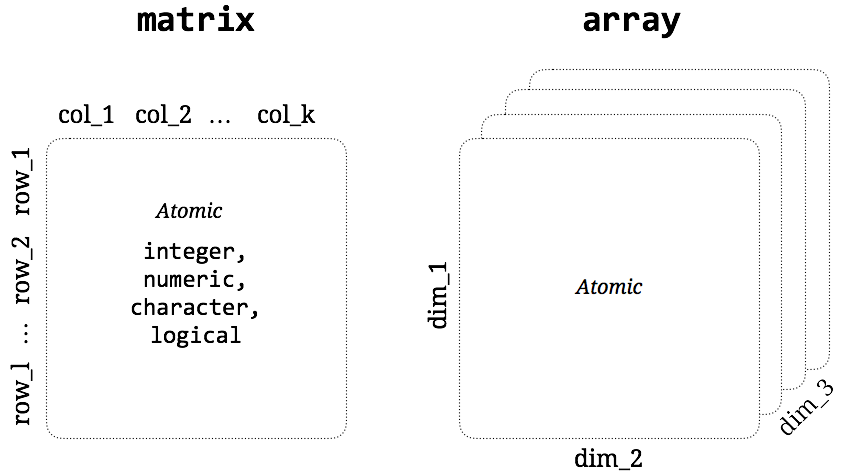 matrix
col_1 col_2 ... col_k
row_1
row_2
...
row_l
Atomic
integer,
numeric,
character,
logical
array
dim_1
Atomic
dim_2
dim_3